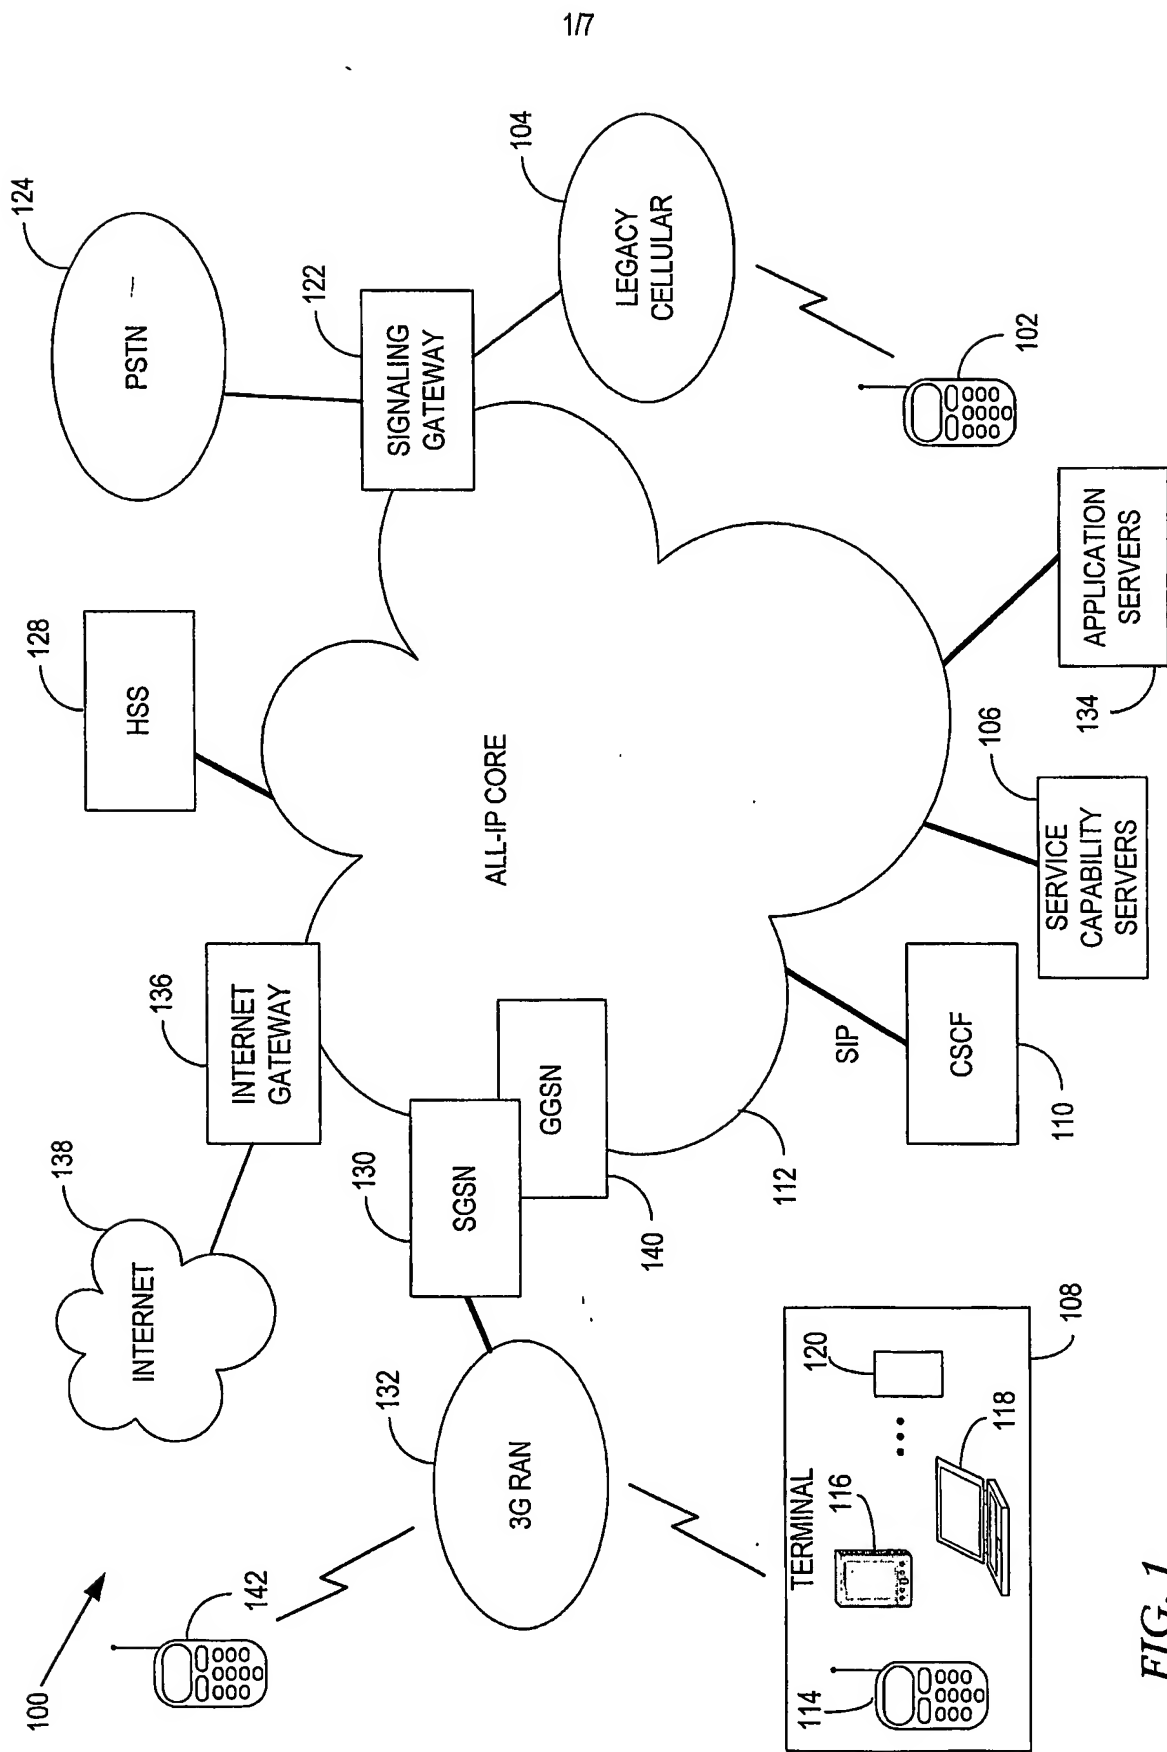 1/7
100
142
INTERNET
138
INTERNET
GATEWAY
136
HSS
128
PSTN
124
SIGNALING
GATEWAY
122
LEGACY
CELLULAR
104
102
3G RAN
132
SGSN
130
GGSN
140
ALL-IP CORE
112
SIP
CSCF
110
SERVICE
CAPABILITY
SERVERS
106
APPLICATION
SERVERS
134
TERMINAL
114
116
118
120
108
FIG. 1